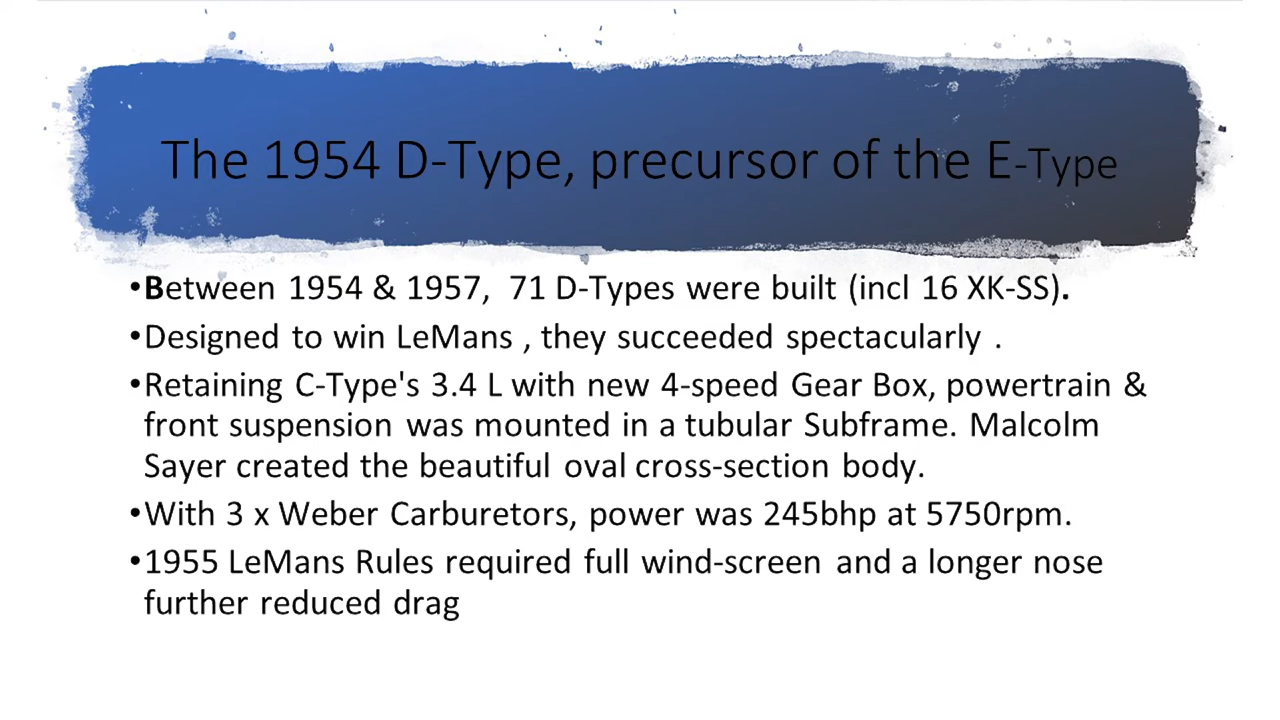 The 1954 D-Type, precursor of the E-Type
•Between 1954 & 1957,  71 D-Types were built (incl 16 XK-SS).
•Designed to win LeMans , they succeeded spectacularly .
•Retaining C-Type's 3.4 L with new 4-speed Gear Box, powertrain &
front suspension was mounted in a tubular Subframe. Malcolm
Sayer created the beautiful oval cross-section body.
•With 3 x Weber Carburetors, power was 245bhp at 5750rpm.
•1955 LeMans Rules required full wind-screen and a longer nose
further reduced drag